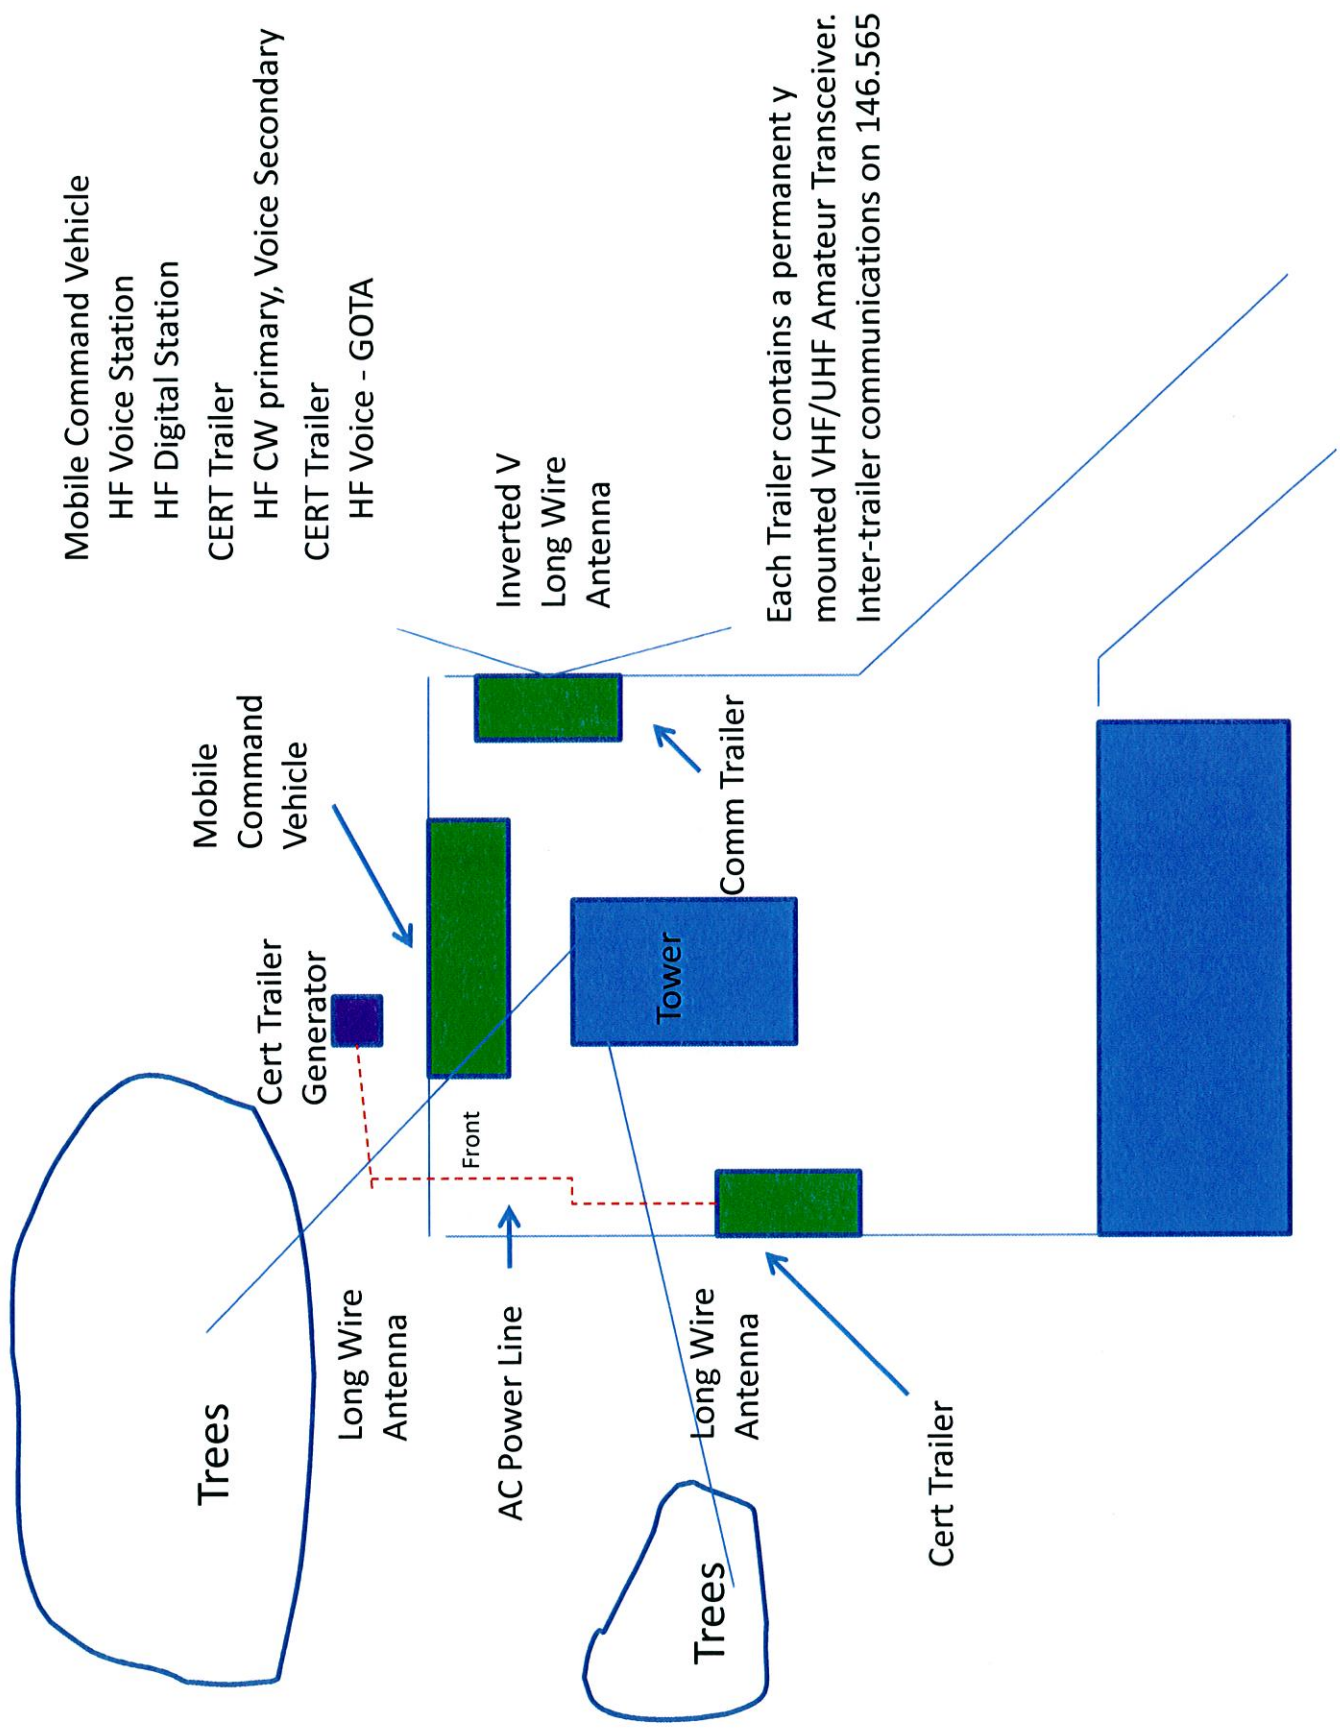 Mobile Command Vehicle
HF Voice Station
HF Digital Station
CERT Trailer
HF CW primary, Voice Secondary
CERT Trailer
HF Voice - GOTA
Mobile
Command
Vehicle
Cert Trailer
Generator
Trees
Long Wire
Antenna
Front
AC Power Line
Inverted V
Long Wire
Antenna
Tower
Comm Trailer
Long Wire
Antenna
Trees
Cert Trailer
Each Trailer contains a permanent y
mounted VHF/UHF Amateur Transceiver.
Inter-trailer communications on 146.565